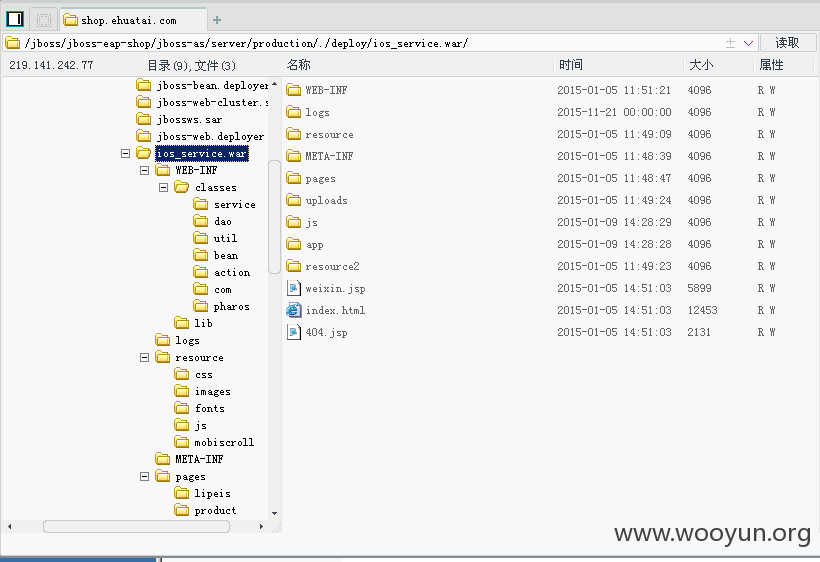 shop.ehuatai.com
/jboss/jboss-eap-shop/jboss-as/server/production/./deploy/ios_service.war/ 读取
219.141.242.77 目录(9),文件(3)
jboss-bean.deployer
jboss-web-cluster.s
jbossws.sar
jboss-web.deployer
ios_service.war
WEB-INF
classes
service
dao
util
bean
action
com
pharos
lib
logs
resource
css
images
fonts
js
mobiscroll
META-INF
pages
lipeis
product
名称 时间 大小 属性
WEB-INF 2015-01-05 11:51:21 4096 R W
logs 2015-11-21 00:00:00 4096 R W
resource 2015-01-05 11:49:09 4096 R W
META-INF 2015-01-05 11:48:39 4096 R W
pages 2015-01-05 11:48:47 4096 R W
uploads 2015-01-05 11:49:24 4096 R W
js 2015-01-09 14:28:29 4096 R W
app 2015-01-09 14:28:28 4096 R W
resource2 2015-01-05 11:49:23 4096 R W
weixin.jsp 2015-01-05 14:51:03 5899 R W
index.html 2015-01-05 14:51:03 12453 R W
404.jsp 2015-01-05 14:51:03 2131 R W
www.wooyun.org